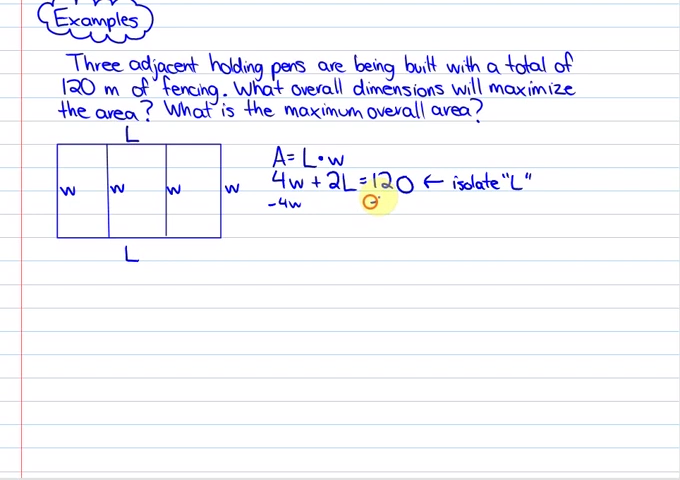 Examples
Three adjacent holding pens are being built with a total of
120 m of fencing. What overall dimensions will maximize
the area? What is the maximum overall area?
L
A = L • w
4w + 2L = 120 ← isolate "L"
w w w w
-4w
L